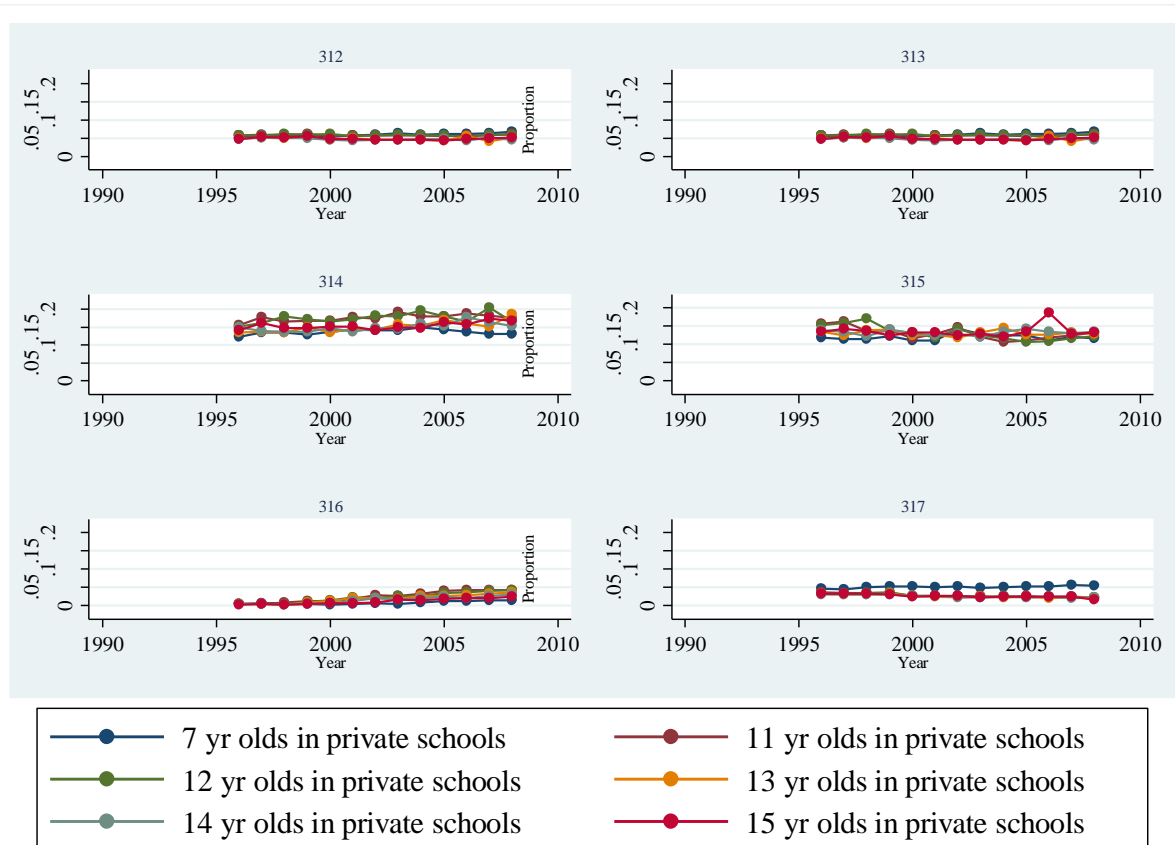 312
313
.2
.15
.1
.05
0
Proportion
.2
.15
.1
.05
0
1990 1995 2000 2005 2010
Year
1990 1995 2000 2005 2010
Year
314
315
.2
.15
.1
.05
0
Proportion
.2
.15
.1
.05
0
1990 1995 2000 2005 2010
Year
1990 1995 2000 2005 2010
Year
316
317
.2
.15
.1
.05
0
Proportion
.2
.15
.1
.05
0
1990 1995 2000 2005 2010
Year
1990 1995 2000 2005 2010
Year
7 yr olds in private schools
11 yr olds in private schools
12 yr olds in private schools
13 yr olds in private schools
14 yr olds in private schools
15 yr olds in private schools